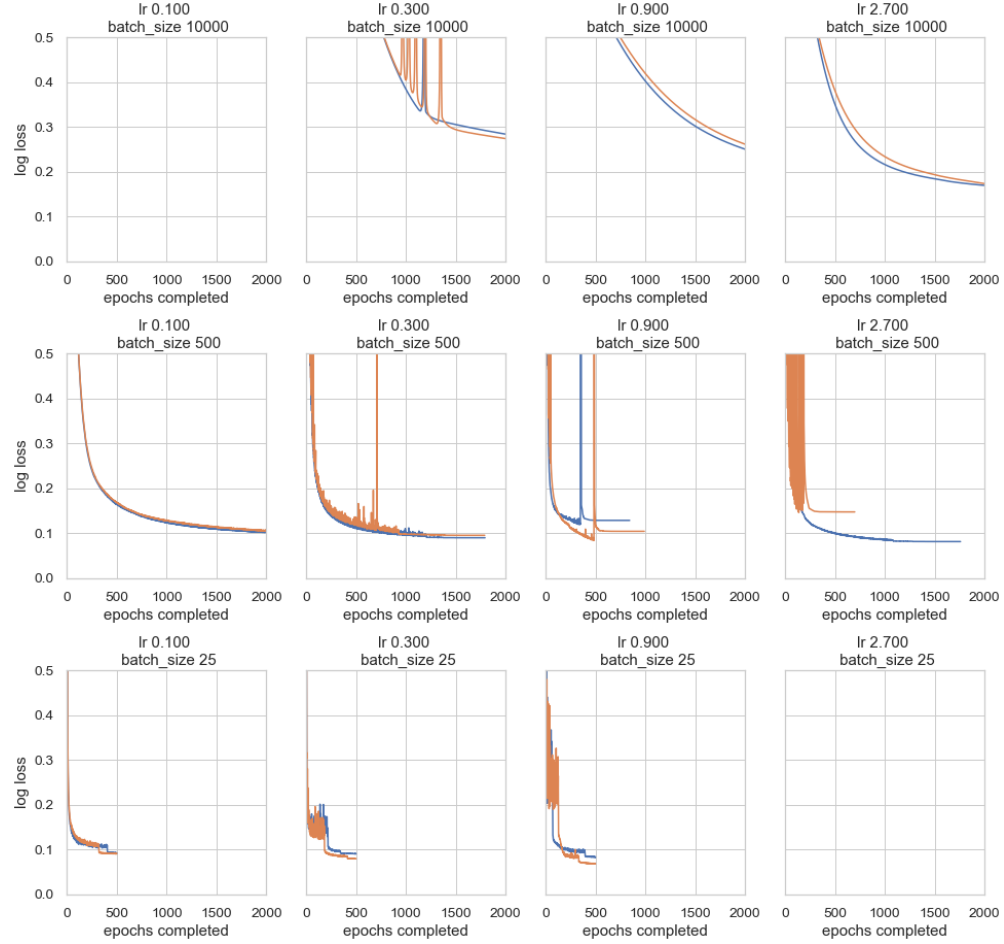 lr 0.100 lr 0.300 lr 0.900 lr 2.700
batch_size 10000 batch_size 10000 batch_size 10000 batch_size 10000
0.5
0.4
0.3
log loss
0.2
0.1
0.0
0 500 1000 1500 2000 0 500 1000 1500 2000 0 500 1000 1500 2000 0 500 1000 1500 2000
epochs completed epochs completed epochs completed epochs completed
lr 0.100 lr 0.300 lr 0.900 lr 2.700
batch_size 500 batch_size 500 batch_size 500 batch_size 500
0.5
0.4
0.3
log loss
0.2
0.1
0.0
0 500 1000 1500 2000 0 500 1000 1500 2000 0 500 1000 1500 2000 0 500 1000 1500 2000
epochs completed epochs completed epochs completed epochs completed
lr 0.100 lr 0.300 lr 0.900 lr 2.700
batch_size 25 batch_size 25 batch_size 25 batch_size 25
0.5
0.4
0.3
log loss
0.2
0.1
0.0
0 500 1000 1500 2000 0 500 1000 1500 2000 0 500 1000 1500 2000 0 500 1000 1500 2000
epochs completed epochs completed epochs completed epochs completed